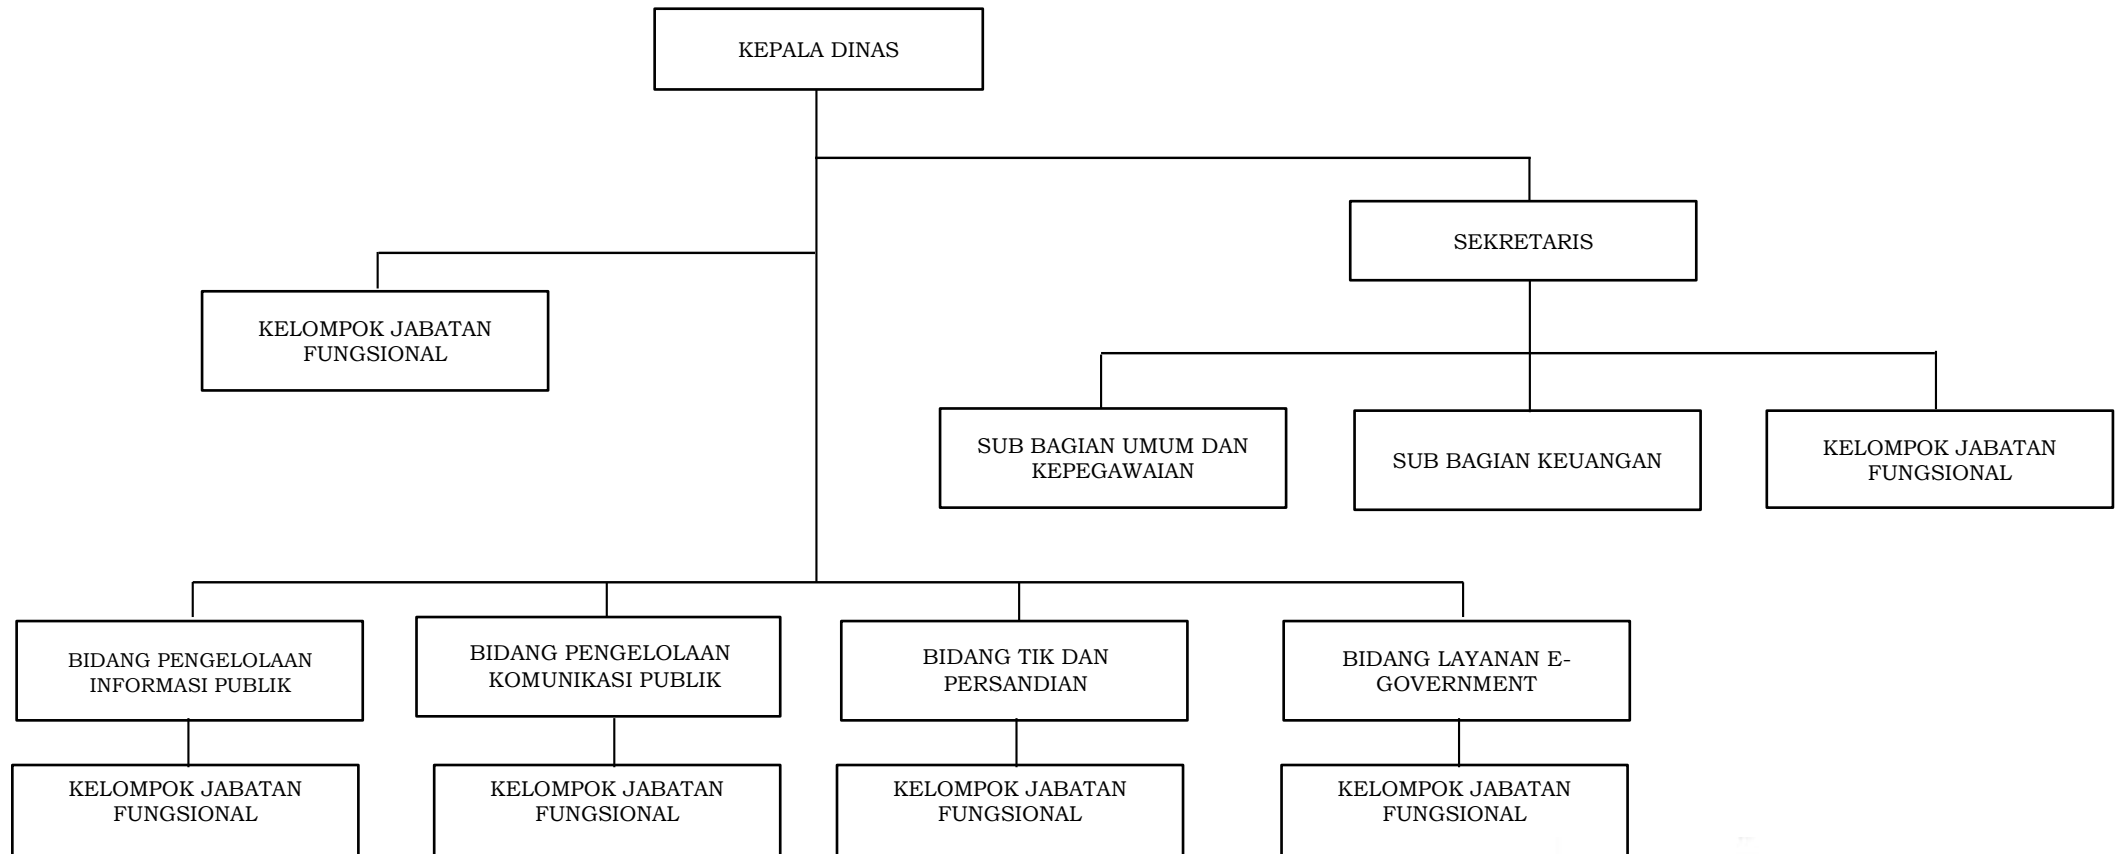 KEPALA DINAS
SEKRETARIS
KELOMPOK JABATAN
FUNGSIONAL
SUB BAGIAN UMUM DAN
KEPEGAWAIAN
SUB BAGIAN KEUANGAN
KELOMPOK JABATAN
FUNGSIONAL
BIDANG PENGELOLAAN
INFORMASI PUBLIK
BIDANG PENGELOLAAN
KOMUNIKASI PUBLIK
BIDANG TIK DAN
PERSANDIAN
BIDANG LAYANAN E-
GOVERNMENT
KELOMPOK JABATAN
FUNGSIONAL
KELOMPOK JABATAN
FUNGSIONAL
KELOMPOK JABATAN
FUNGSIONAL
KELOMPOK JABATAN
FUNGSIONAL